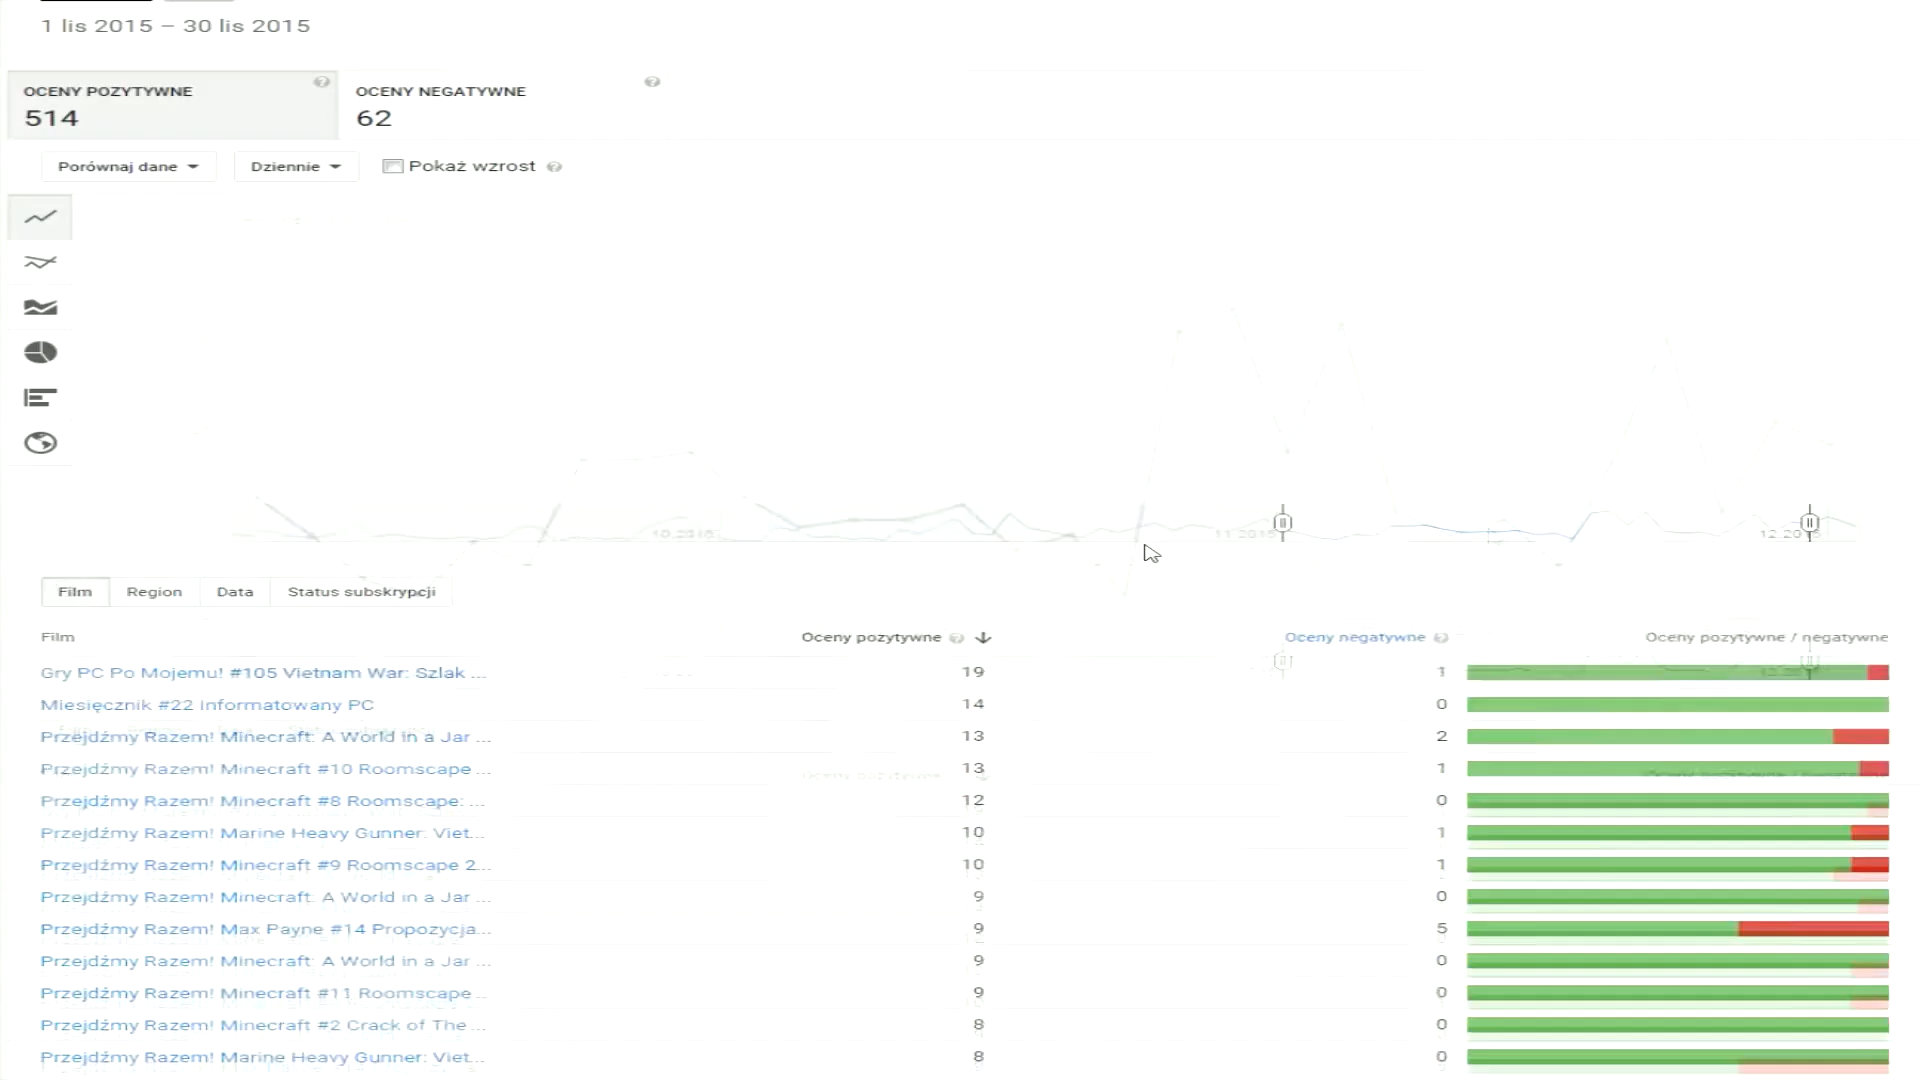 1 lis 2015 – 30 lis 2015
OCENY POZYTYWNE
514
OCENY NEGATYWNE
62
Porównaj dane
Dziennie
Pokaż wzrost
10.2015
11.2015
12.2015
Film Region Data Status subskrypcji
Film Oceny pozytywne Oceny negatywne Oceny pozytywne / negatywne
Gry PC Po Mojemu! #105 Vietnam War: Szlak ... 19 1
Miesięcznik #22 Informatowany PC 14 0
Przejdźmy Razem! Minecraft: A World in a Jar ... 13 2
Przejdźmy Razem! Minecraft #10 Roomscape ... 13 1
Przejdźmy Razem! Minecraft #8 Roomscape: ... 12 0
Przejdźmy Razem! Marine Heavy Gunner: Viet... 10 1
Przejdźmy Razem! Minecraft #9 Roomscape 2... 10 1
Przejdźmy Razem! Minecraft: A World in a Jar ... 9 0
Przejdźmy Razem! Max Payne #14 Propozycja... 9 5
Przejdźmy Razem! Minecraft: A World in a Jar ... 9 0
Przejdźmy Razem! Minecraft #11 Roomscape ... 9 0
Przejdźmy Razem! Minecraft #2 Crack of The ... 8 0
Przejdźmy Razem! Marine Heavy Gunner: Viet... 8 0